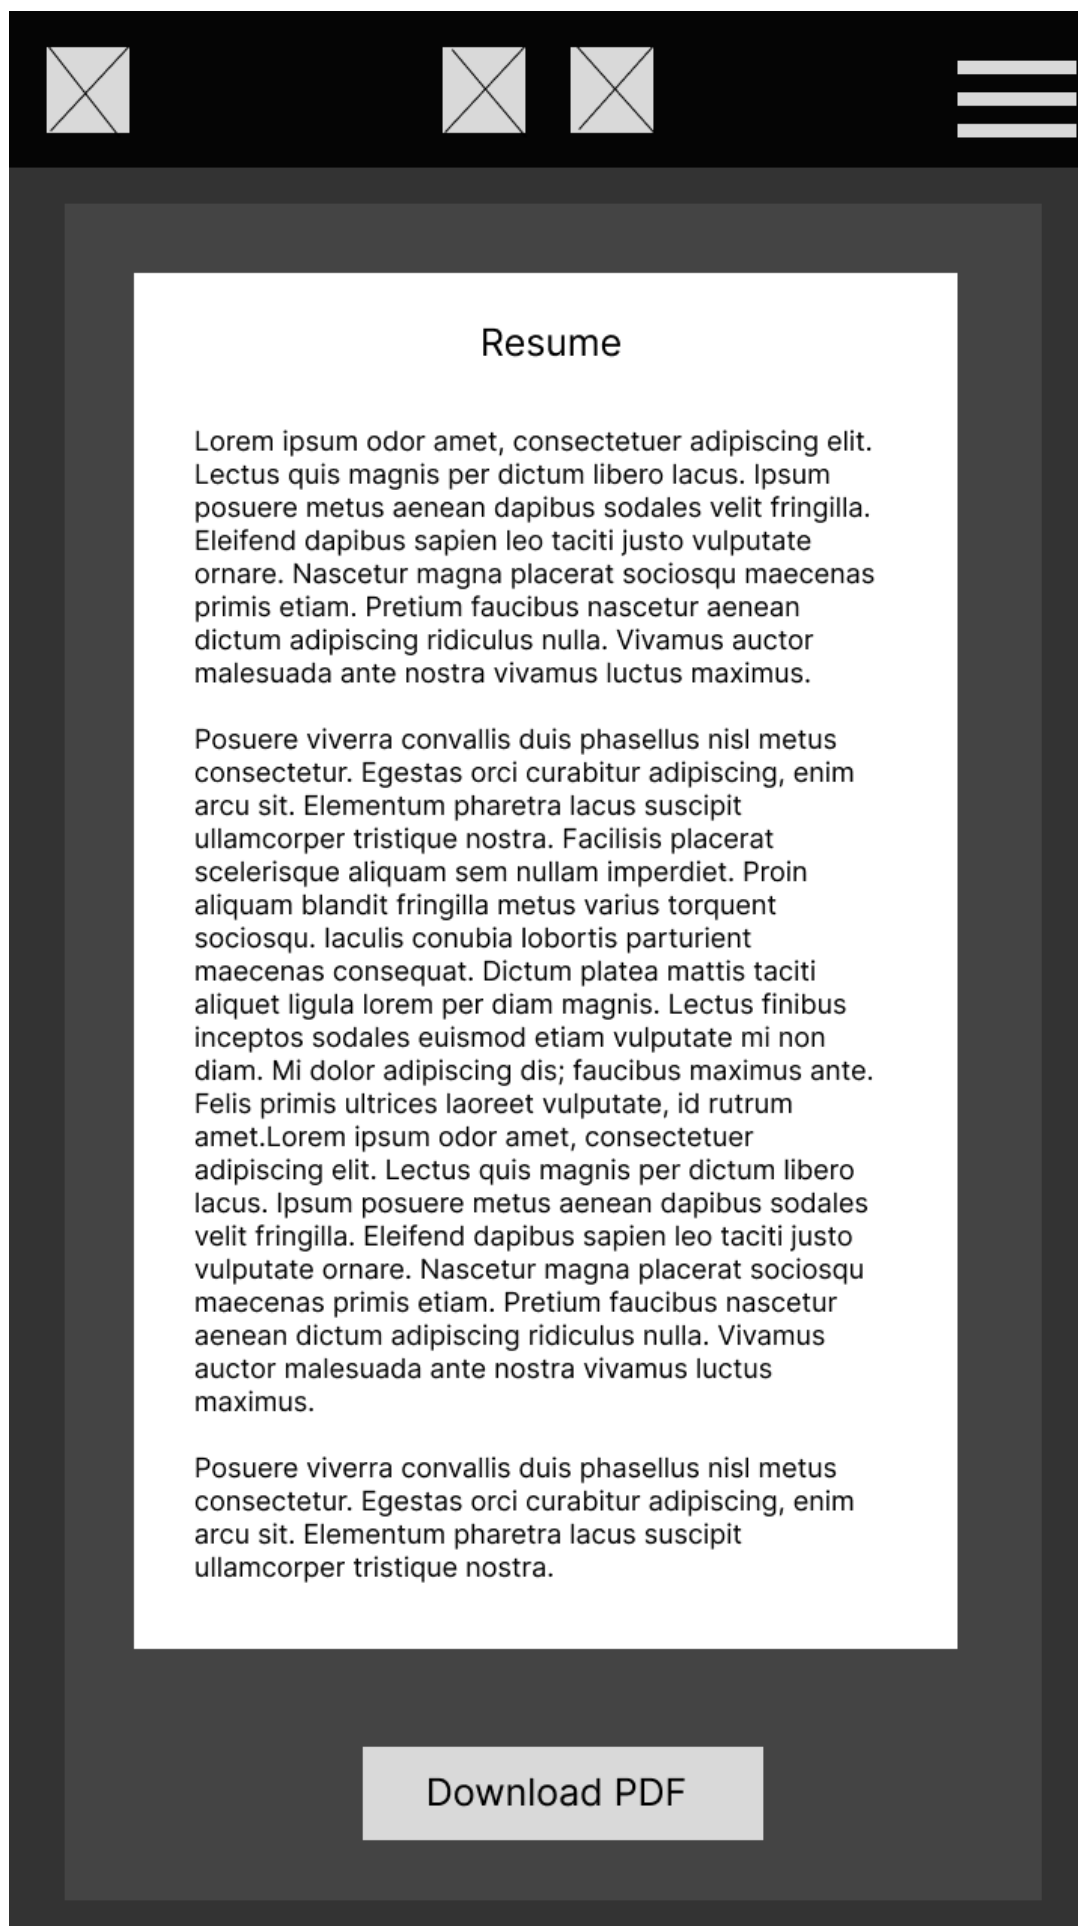 Resume
Lorem ipsum odor amet, consectetuer adipiscing elit.
Lectus quis magnis per dictum libero lacus. Ipsum
posuere metus aenean dapibus sodales velit fringilla.
Eleifend dapibus sapien leo taciti justo vulputate
ornare. Nascetur magna placerat sociosqu maecenas
primis etiam. Pretium faucibus nascetur aenean
dictum adipiscing ridiculus nulla. Vivamus auctor
malesuada ante nostra vivamus luctus maximus.
Posuere viverra convallis duis phasellus nisl metus
consectetur. Egestas orci curabitur adipiscing, enim
arcu sit. Elementum pharetra lacus suscipit
ullamcorper tristique nostra. Facilisis placerat
scelerisque aliquam sem nullam imperdiet. Proin
aliquam blandit fringilla metus varius torquent
sociosqu. Iaculis conubia lobortis parturient
maecenas consequat. Dictum platea mattis taciti
aliquet ligula lorem per diam magnis. Lectus finibus
inceptos sodales euismod etiam vulputate mi non
diam. Mi dolor adipiscing dis; faucibus maximus ante.
Felis primis ultrices laoreet vulputate, id rutrum
amet.Lorem ipsum odor amet, consectetuer
adipiscing elit. Lectus quis magnis per dictum libero
lacus. Ipsum posuere metus aenean dapibus sodales
velit fringilla. Eleifend dapibus sapien leo taciti justo
vulputate ornare. Nascetur magna placerat sociosqu
maecenas primis etiam. Pretium faucibus nascetur
aenean dictum adipiscing ridiculus nulla. Vivamus
auctor malesuada ante nostra vivamus luctus
maximus.
Posuere viverra convallis duis phasellus nisl metus
consectetur. Egestas orci curabitur adipiscing, enim
arcu sit. Elementum pharetra lacus suscipit
ullamcorper tristique nostra.
Download PDF